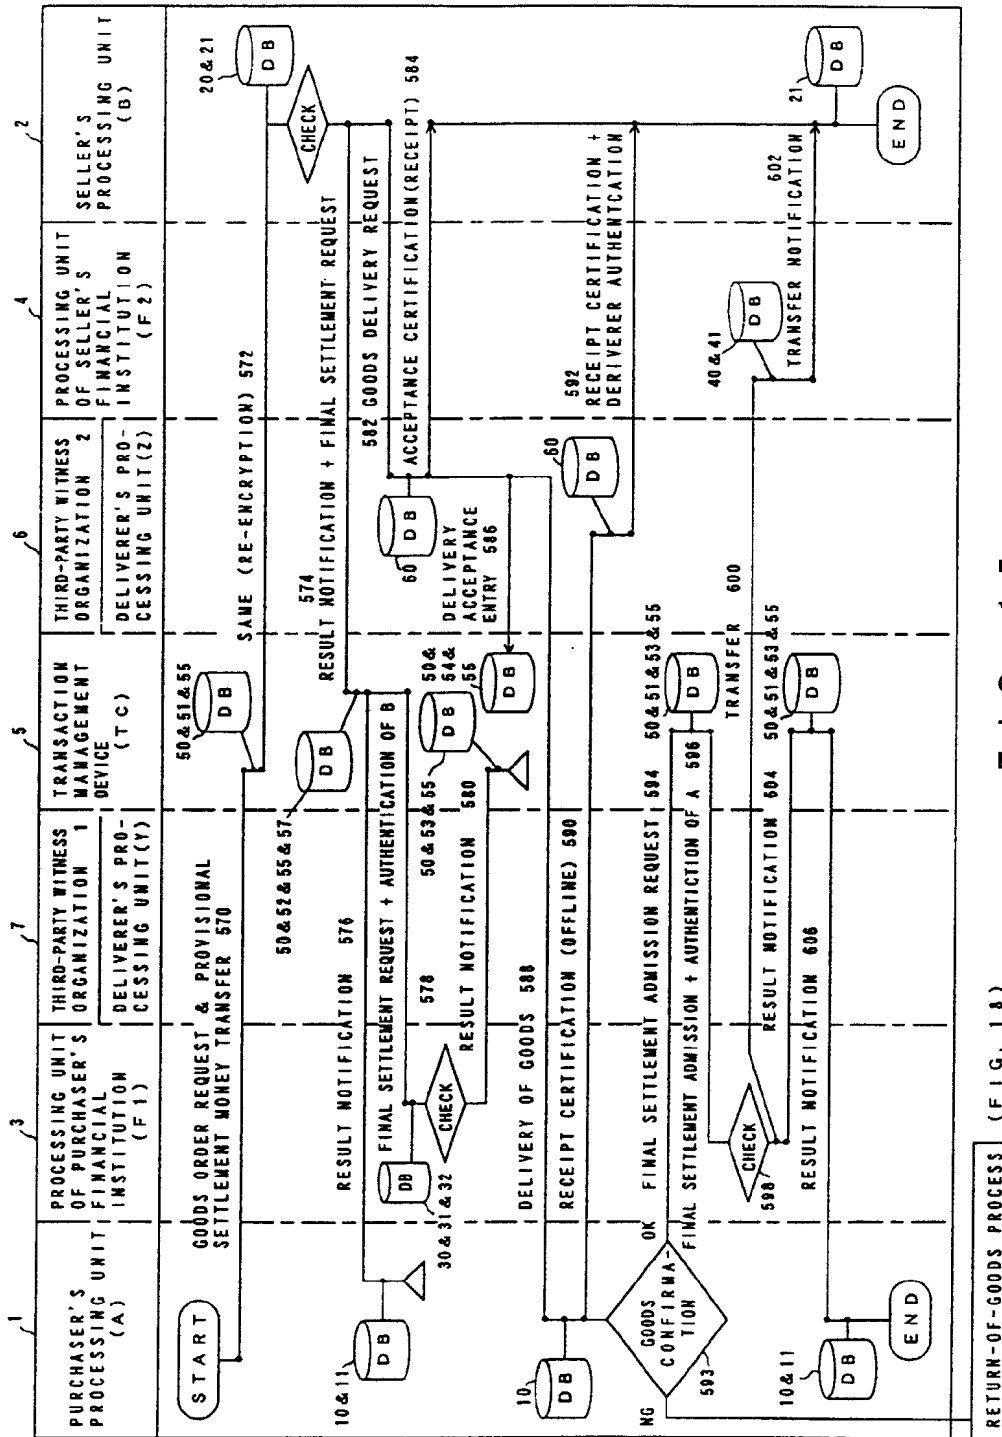 1
PURCHASER'S
PROCESSING UNIT
(A)
3
PROCESSING UNIT
OF PURCHASER'S
FINANCIAL
INSTITUTION
(F1)
7
THIRD-PARTY WITNESS
ORGANIZATION 1
DELIVERER'S PRO-
CESSING UNIT(Y)
5
TRANSACTION
MANAGEMENT
DEVICE
(TC)
6
THIRD-PARTY WITNESS
ORGANIZATION 2
DELIVERER'S PRO-
CESSING UNIT(Z)
4
PROCESSING UNIT
OF SELLER'S
FINANCIAL
INSTITUTION
(F2)
2
SELLER'S
PROCESSING UNIT
(B)
START
GOODS ORDER REQUEST & PROVISIONAL
SETTLEMENT MONEY TRANSFER 570
50&51&55
DB
SAME (RE-ENCRYPTION) 572
20&21
DB
CHECK
574
RESULT NOTIFICATION + FINAL SETTLEMENT REQUEST
50&52&55&57
DB
RESULT NOTIFICATION 576
10&11
DB
FINAL SETTLEMENT REQUEST + AUTHENTICATION OF B
578
DB
30&31&32
CHECK
RESULT NOTIFICATION 580
50&53&55
DB
582 GOODS DELIVERY REQUEST
60
DB
ACCEPTANCE CERTIFICATION(RECEIPT) 584
DELIVERY
ACCEPTANCE
ENTRY 586
50&
54&
55
DB
DELIVERY OF GOODS 588
10
DB
RECEIPT CERTIFICATION (OFFLINE) 590
60
DB
592
RECEIPT CERTIFICATION +
DERIVERER AUTHENTCATION
NG
GOODS
CONFIRMA-
TION
593
OK
FINAL SETTLEMENT ADMISSION REQUEST 594
50&51&53&55
DB
FINAL SETTLEMENT ADMISSION + AUTHENTICTION OF A 596
CHECK
598
TRANSFER 600
40&41
DB
TRANSFER NOTIFICATION
602
21
DB
END
RESULT NOTIFICATION 604
50&51&53&55
DB
RESULT NOTIFICATION 606
10&11
DB
END
RETURN-OF-GOODS PROCESS (FIG. 18)